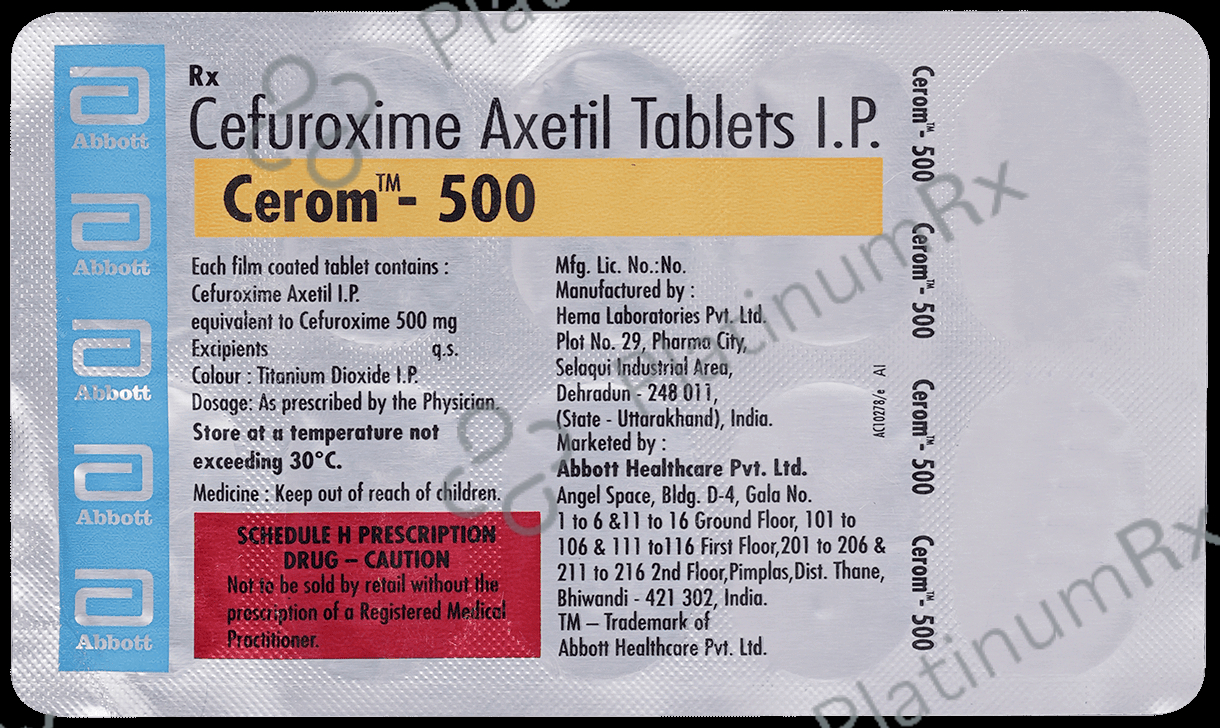 Abbott
Abbott
Abbott
Abbott
Abbott
Rx
Cefuroxime Axetil Tablets I.P.
Cerom™- 500
Each film coated tablet contains :
Cefuroxime Axetil I.P.
equivalent to Cefuroxime 500 mg
Excipients q.s.
Colour : Titanium Dioxide I.P.
Dosage: As prescribed by the Physician.
Store at a temperature not
exceeding 30°C.
Medicine : Keep out of reach of children.
SCHEDULE H PRESCRIPTION
DRUG – CAUTION
Not to be sold by retail without the
prescription of a Registered Medical
Practitioner.
Mfg. Lic. No.:No.
Manufactured by :
Hema Laboratories Pvt. Ltd.
Plot No. 29, Pharma City,
Selaqui Industrial Area,
Dehradun - 248 011,
(State - Uttarakhand), India.
Marketed by :
Abbott Healthcare Pvt. Ltd.
Angel Space, Bldg. D-4, Gala No.
1 to 6 &11 to 16 Ground Floor, 101 to
106 & 111 to116 First Floor,201 to 206 &
211 to 216 2nd Floor,Pimplas,Dist. Thane,
Bhiwandi - 421 302, India.
TM – Trademark of
Abbott Healthcare Pvt. Ltd.
AC10278/e AI
Cerom™- 500
Cerom™- 500
Cerom™- 500
Cerom™- 500
PlatinumRx
PlatinumRx